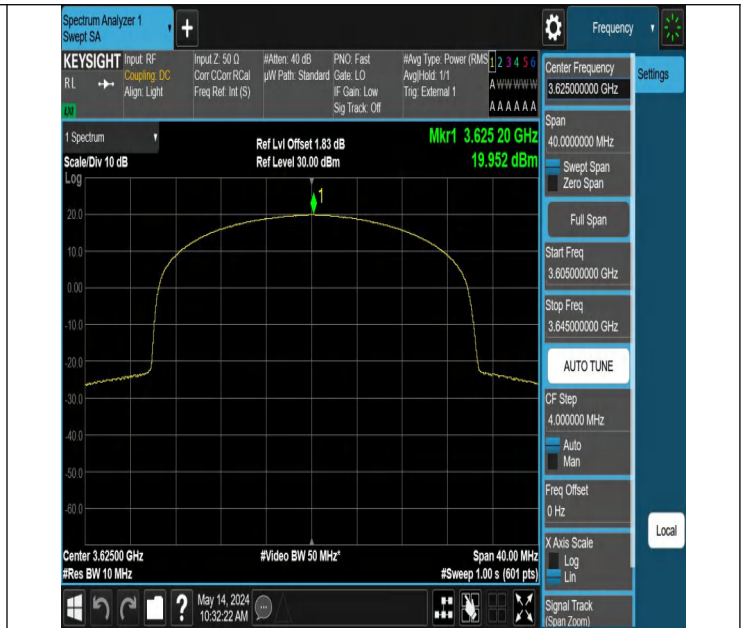 Spectrum Analyzer 1
Swept SA
+
Frequency
KEYSIGHT
RL
Input: RF
Coupling: DC
Align: Light
Input Z: 50 Ω
Corr CCorr RCal
Freq Ref: Int (S)
#Atten: 40 dB
µW Path: Standard
PNO: Fast
Gate: LO
IF Gain: Low
Sig Track: Off
#Avg Type: Power (RMS
Avg|Hold: 1/1
Trig: External 1
1 2 3 4 5 6
A W W W W W
A A A A A A
1 Spectrum
Scale/Div 10 dB
Log
Ref Lvl Offset 1.83 dB
Ref Level 30.00 dBm
Mkr1 3.625 20 GHz
19.952 dBm
1
20.0
10.0
0.00
-10.0
-20.0
-30.0
-40.0
-50.0
-60.0
Center 3.62500 GHz
#Res BW 10 MHz
#Video BW 50 MHz*
Span 40.00 MHz
#Sweep 1.00 s (601 pts)
Center Frequency
3.625000000 GHz
Settings
Span
40.0000000 MHz
Swept Span
Zero Span
Full Span
Start Freq
3.605000000 GHz
Stop Freq
3.645000000 GHz
AUTO TUNE
CF Step
4.000000 MHz
Auto
Man
Freq Offset
0 Hz
X Axis Scale
Log
Lin
Local
Signal Track
(Span Zoom)
?
May 14, 2024
10:32:22 AM